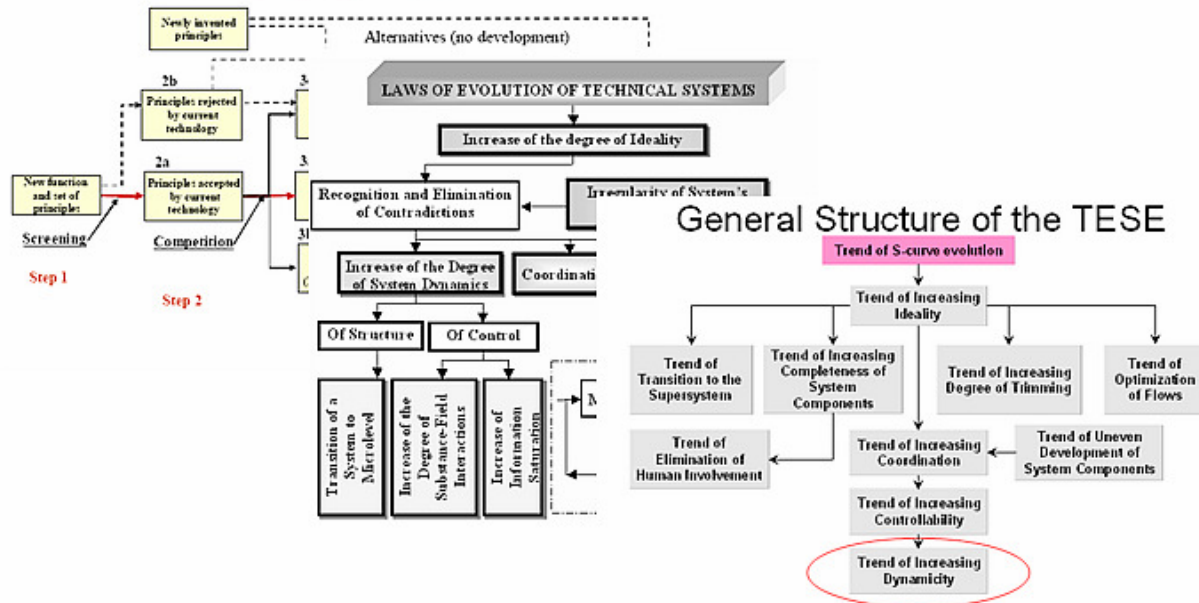 Newly invented
principles
Alternatives (no development)
2b
Principles rejected
by current
technology
2a
Principles accepted
by current
technology
New function
and set of
principles
Screening
Competition
Step 1
Step 2
LAWS OF EVOLUTION OF TECHNICAL SYSTEMS
Increase of the degree of Ideality
Recognition and Elimination
of Contradictions
Irregularity of System's
Increase of the Degree
of System Dynamics
Of Structure
Of Control
Transition of a
System to
Microlevel
Increase of the
Degree of
Substance-Field
Interactions
Increase of
Information
Saturation
General Structure of the TESE
Trend of S-curve evolution
Trend of Increasing
Ideality
Trend of
Transition to the
Supersystem
Trend of Increasing
Completeness of
System
Components
Trend of Increasing
Degree of Trimming
Trend of
Optimization
of Flows
Trend of
Elimination of
Human Involvement
Trend of Increasing
Coordination
Trend of Uneven
Development of
System Components
Trend of Increasing
Controllability
Trend of Increasing
Dynamicity